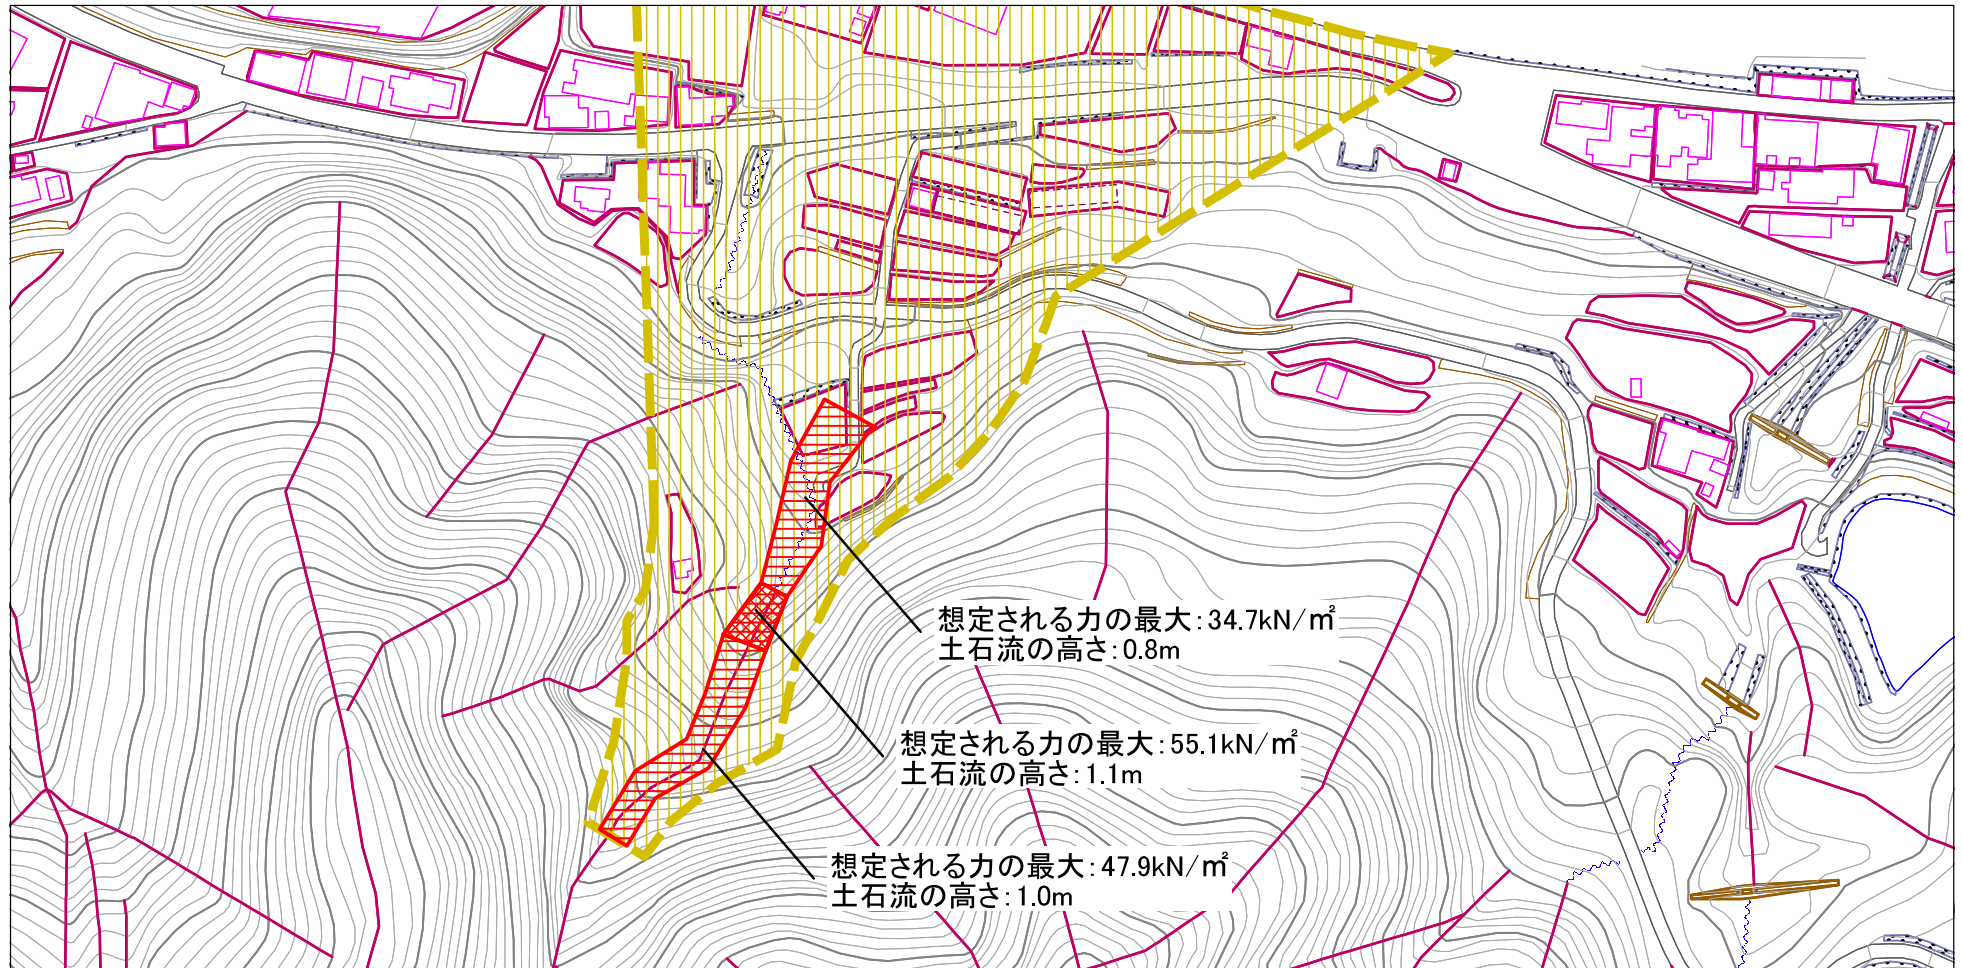 想定される力の最大：34.7kN/㎡
土石流の高さ：0.8m
想定される力の最大：55.1kN/㎡
土石流の高さ：1.1m
想定される力の最大：47.9kN/㎡
土石流の高さ：1.0m